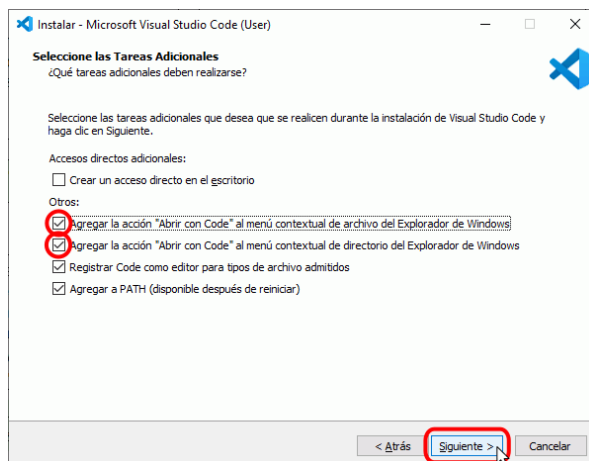 Instalar - Microsoft Visual Studio Code (User)
Seleccione las Tareas Adicionales
¿Qué tareas adicionales deben realizarse?
Seleccione las tareas adicionales que desea que se realicen durante la instalación de Visual Studio Code y
haga clic en Siguiente.
Accesos directos adicionales:
Crear un acceso directo en el escritorio
Otros:
Agregar la acción "Abrir con Code" al menú contextual de archivo del Explorador de Windows
Agregar la acción "Abrir con Code" al menú contextual de directorio del Explorador de Windows
Registrar Code como editor para tipos de archivo admitidos
Agregar a PATH (disponible después de reiniciar)
< Atrás Siguiente > Cancelar